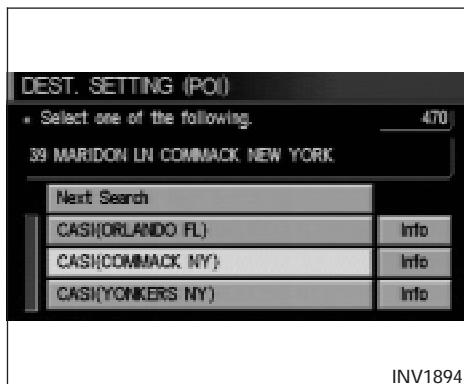 DEST. SETTING (POI)
• Select one of the following. 470
39 MARIDON LN COMMACK NEW YORK
Next Search
CASH(ORLANDO FL) Info
CASH(COMMACK NY) Info
CASH(YONKERS NY) Info
INV1894